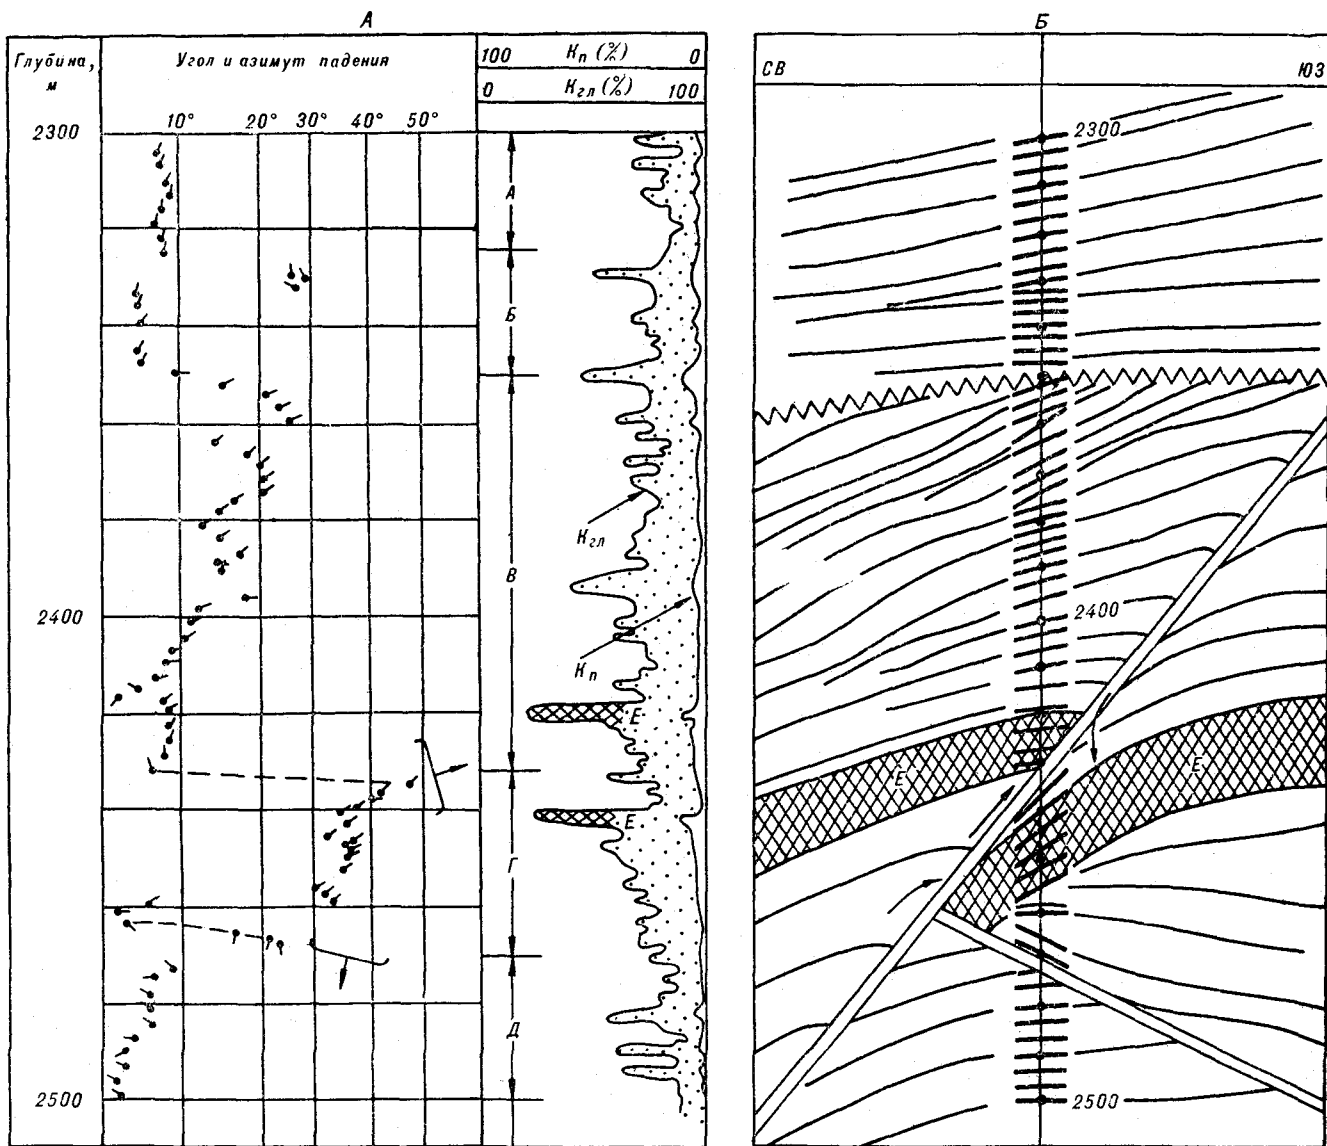 А
Б
Глубина,
м
Угол и азимут падения
100 Кп (%) 0
0 Кгл (%) 100
СВ ЮЗ
10° 20° 30° 40° 50°
2300
2300
А
Б
Кгл
В
2400
2400
Кп
Е
Е
Е
Е
Г
Д
2500
2500